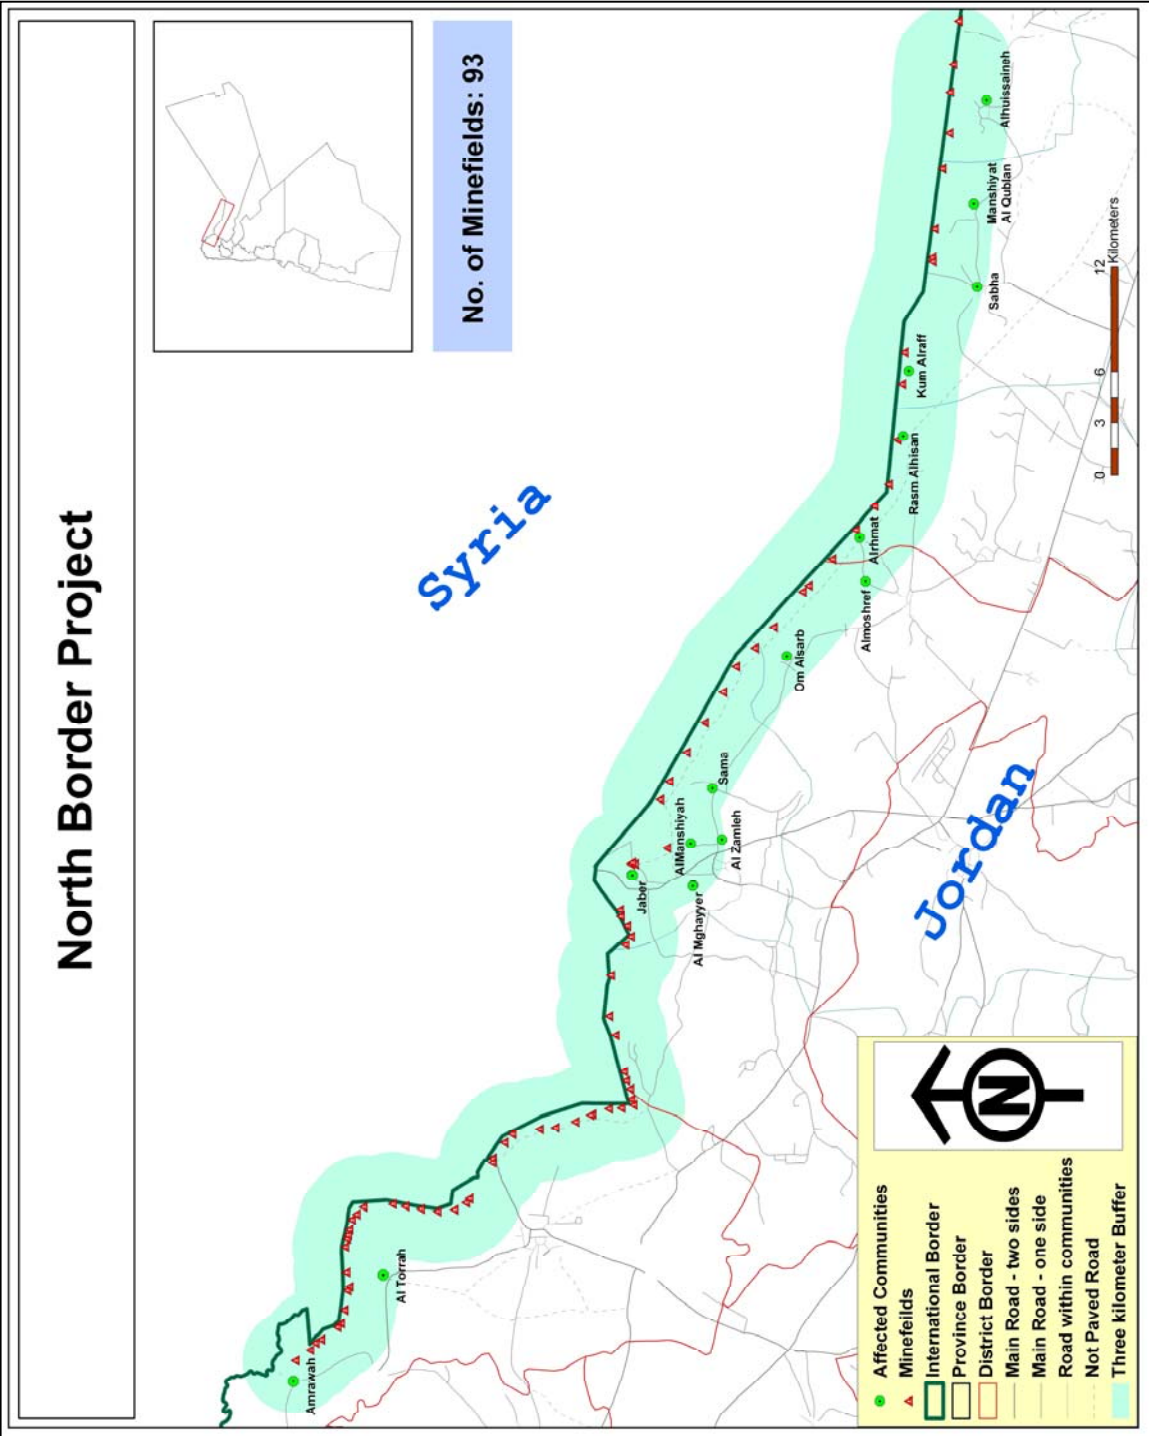 North Border Project
No. of Minefields: 93
Syria
Jordan
Amrawah
Al Torrah
Jaber
Al Mghayyer
AlManshiyah
Al Zamleh
Sama
Om Alsarb
Almoshref
Alrhmat
Rasm Alhisan
Kum Alraff
Sabha
Manshiyat
Al Qublan
Alhuissaineh
0 3 6 12
Kilometers
N
Affected Communities
Minefeilds
International Border
Province Border
District Border
Main Road - two sides
Main Road - one side
Road within communities
Not Paved Road
Three kilometer Buffer